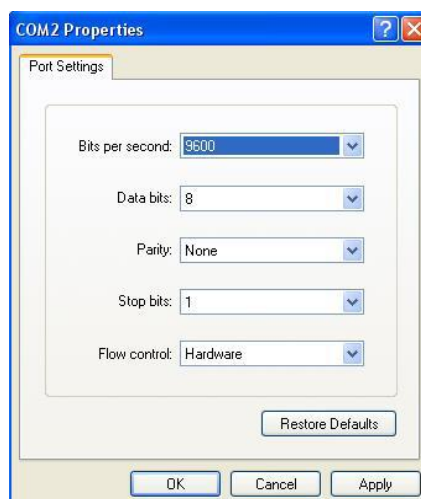 COM2 Properties
Port Settings
Bits per second: 9600
Data bits: 8
Parity: None
Stop bits: 1
Flow control: Hardware
Restore Defaults
OK Cancel Apply